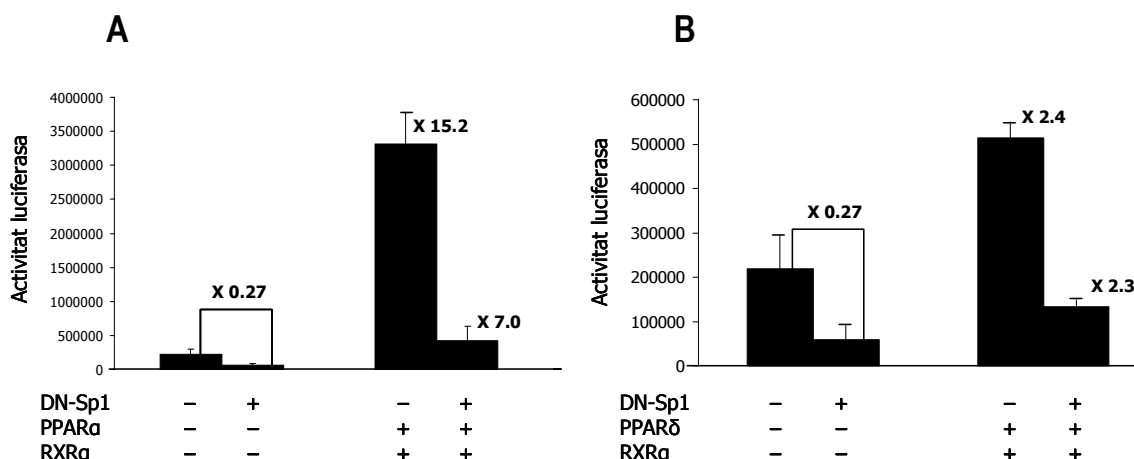 A
Activitat luciferasa
4000000
3500000
3000000
2500000
2000000
1500000
1000000
500000
0
X 0.27
X 15.2
X 7.0
DN-Sp1 – + – +
PPARα – – + +
RXRα – – + +
B
Activitat luciferasa
600000
500000
400000
300000
200000
100000
0
X 0.27
X 2.4
X 2.3
DN-Sp1 – + – +
PPARδ – – + +
RXRα – – + +